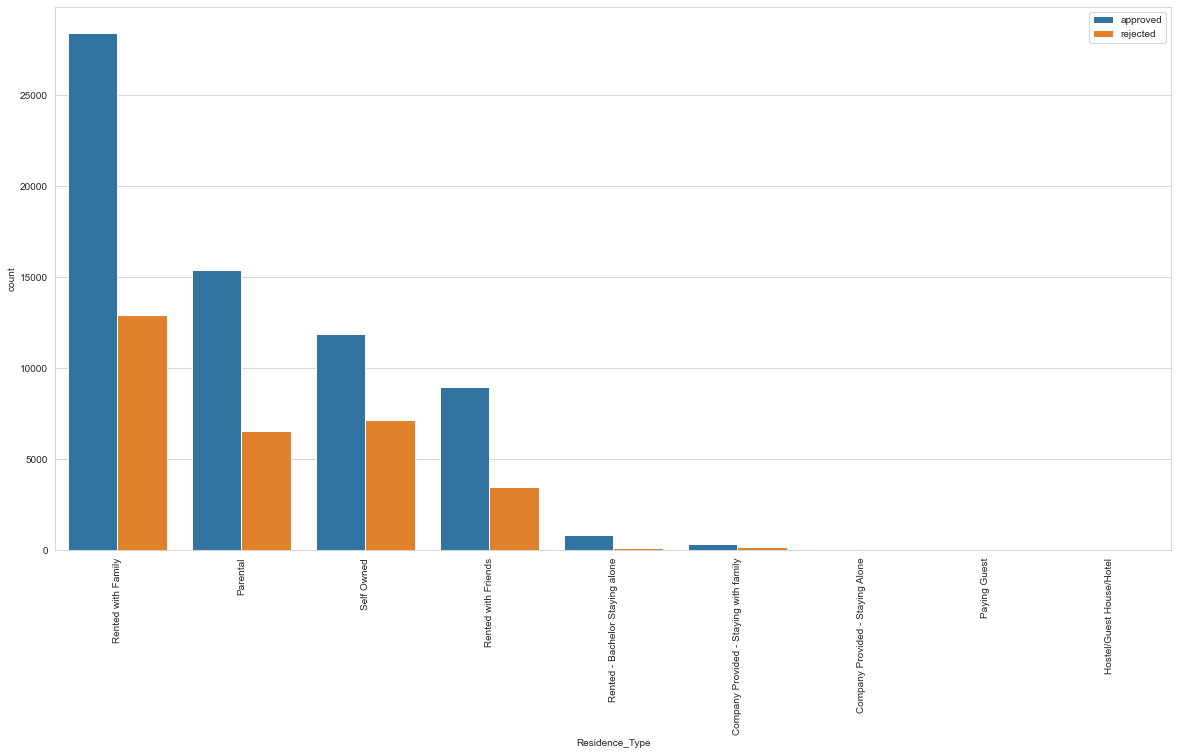 approved
rejected
25000
20000
15000
10000
5000
0
count
Rented with Family
Parental
Self Owned
Rented with Friends
Rented - Bachelor Staying alone
Company Provided - Staying with family
Company Provided - Staying Alone
Paying Guest
Hostel/Guest House/Hotel
Residence_Type